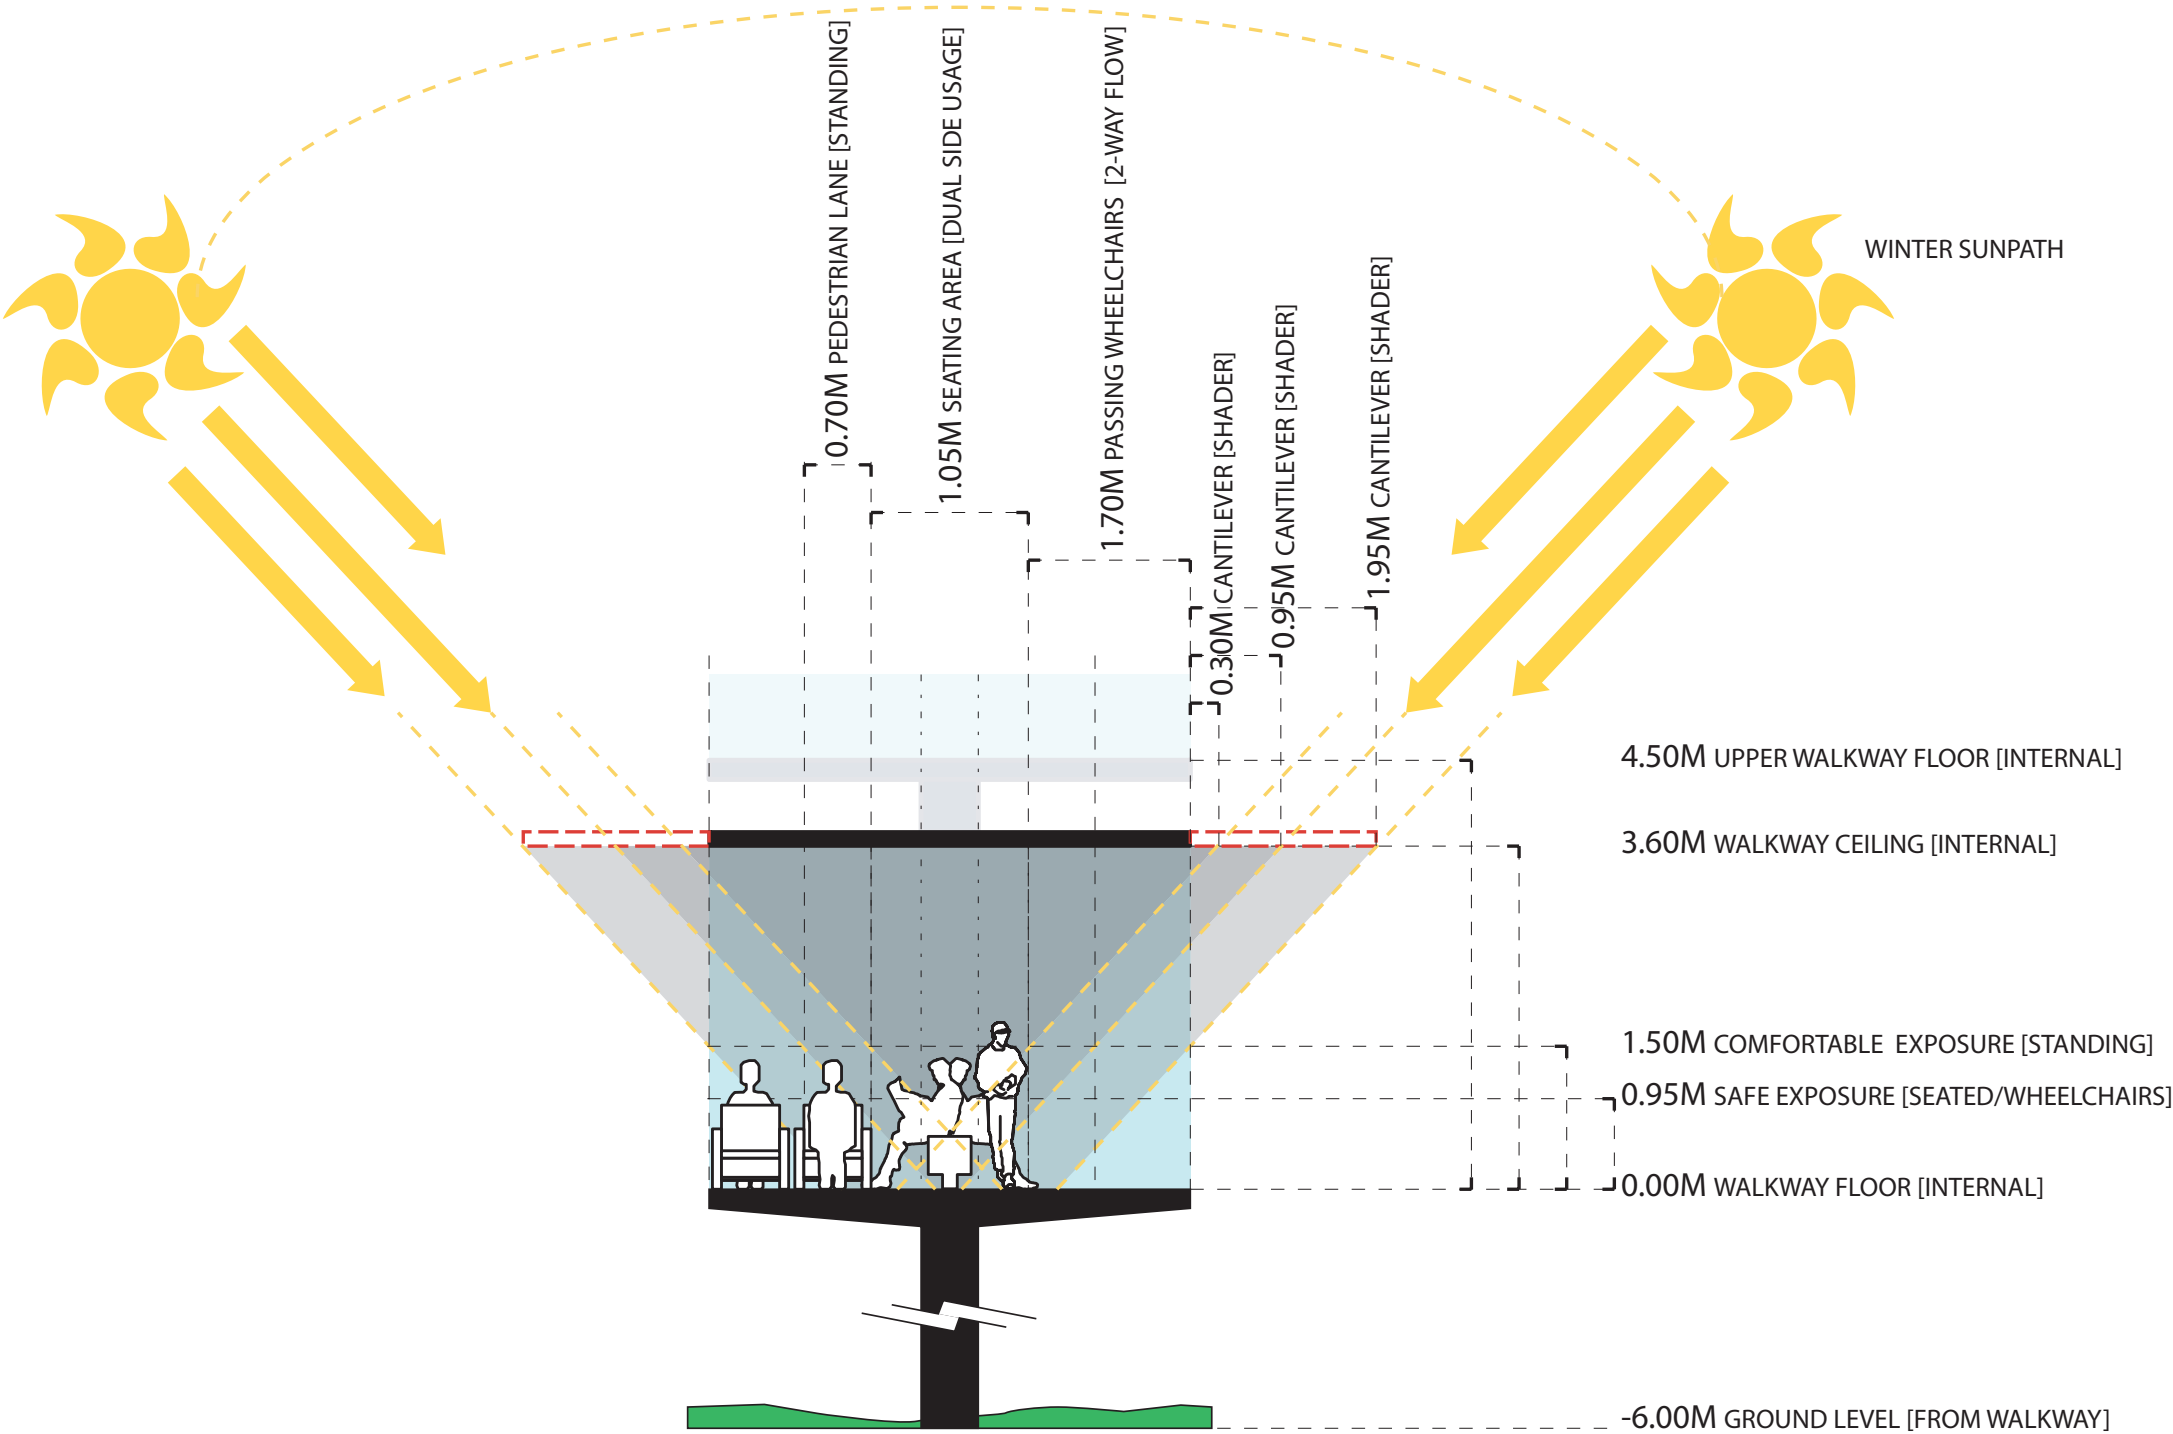 0.70M PEDESTRIAN LANE [STANDING]
1.05M SEATING AREA [DUAL SIDE USAGE]
1.70M PASSING WHEELCHAIRS [2-WAY FLOW]
0.30M CANTILEVER [SHADER]
0.95M CANTILEVER [SHADER]
1.95M CANTILEVER [SHADER]
WINTER SUNPATH
4.50M UPPER WALKWAY FLOOR [INTERNAL]
3.60M WALKWAY CEILING [INTERNAL]
1.50M COMFORTABLE EXPOSURE [STANDING]
0.95M SAFE EXPOSURE [SEATED/WHEELCHAIRS]
0.00M WALKWAY FLOOR [INTERNAL]
-6.00M GROUND LEVEL [FROM WALKWAY]